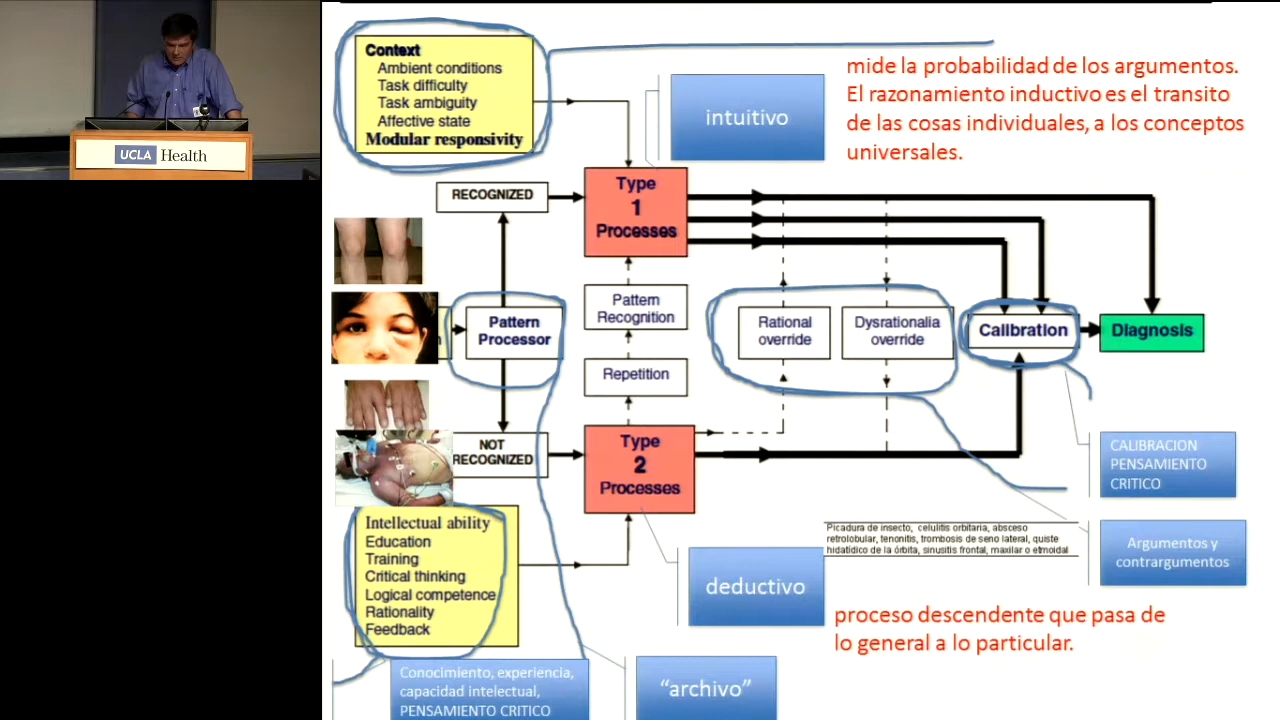 UCLA Health
Context
Ambient conditions
Task difficulty
Task ambiguity
Affective state
Modular responsivity
intuitivo
mide la probabilidad de los argumentos.
El razonamiento inductivo es el transito
de las cosas individuales, a los conceptos
universales.
RECOGNIZED
Type
1
Processes
Pattern
Processor
Pattern
Recognition
Repetition
Rational
override
Dysrationalia
override
Calibration
Diagnosis
NOT
RECOGNIZED
Type
2
Processes
CALIBRACION
PENSAMIENTO
CRITICO
Intellectual ability
Education
Training
Critical thinking
Logical competence
Rationality
Feedback
Picadura de insecto, celulitis orbitaria, absceso
retrolobular, tenonitis, trombosis de seno lateral, quiste
hidatídico de la órbita, sinusitis frontal, maxilar o etmoidal
Argumentos y
contrargumentos
deductivo
proceso descendente que pasa de
lo general a lo particular.
Conocimiento, experiencia,
capacidad intelectual,
PENSAMIENTO CRITICO
“archivo”